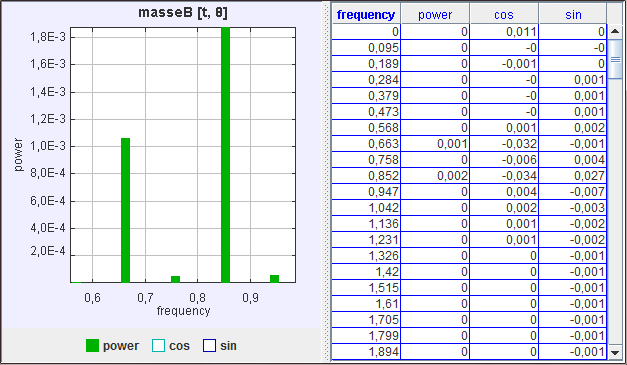 masseB [t, θ]
1,8E-3
1,6E-3
1,4E-3
1,2E-3
1,0E-3
8,0E-4
6,0E-4
4,0E-4
2,0E-4
power
0,6 0,7 0,8 0,9
frequency
power cos sin
frequency power cos sin
0 0 0,011 0
0,095 0 -0 -0
0,189 0 -0,001 0
0,284 0 -0 0,001
0,379 0 -0 0,001
0,473 0 -0 0,001
0,568 0 0,001 0,002
0,663 0,001 -0,032 -0,001
0,758 0 -0,006 0,004
0,852 0,002 -0,034 0,027
0,947 0 0,004 -0,007
1,042 0 0,002 -0,003
1,136 0 0,001 -0,002
1,231 0 0,001 -0,002
1,326 0 0 -0,001
1,42 0 0 -0,001
1,515 0 0 -0,001
1,61 0 0 -0,001
1,705 0 0 -0,001
1,799 0 0 -0,001
1,894 0 0 -0,001